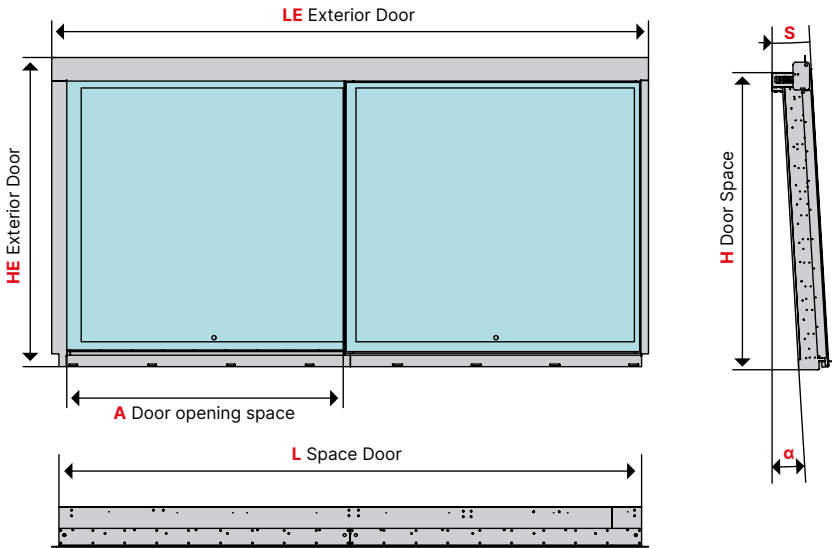 LE Exterior Door
S
HE Exterior Door
H Door Space
A Door opening space
L Space Door
α